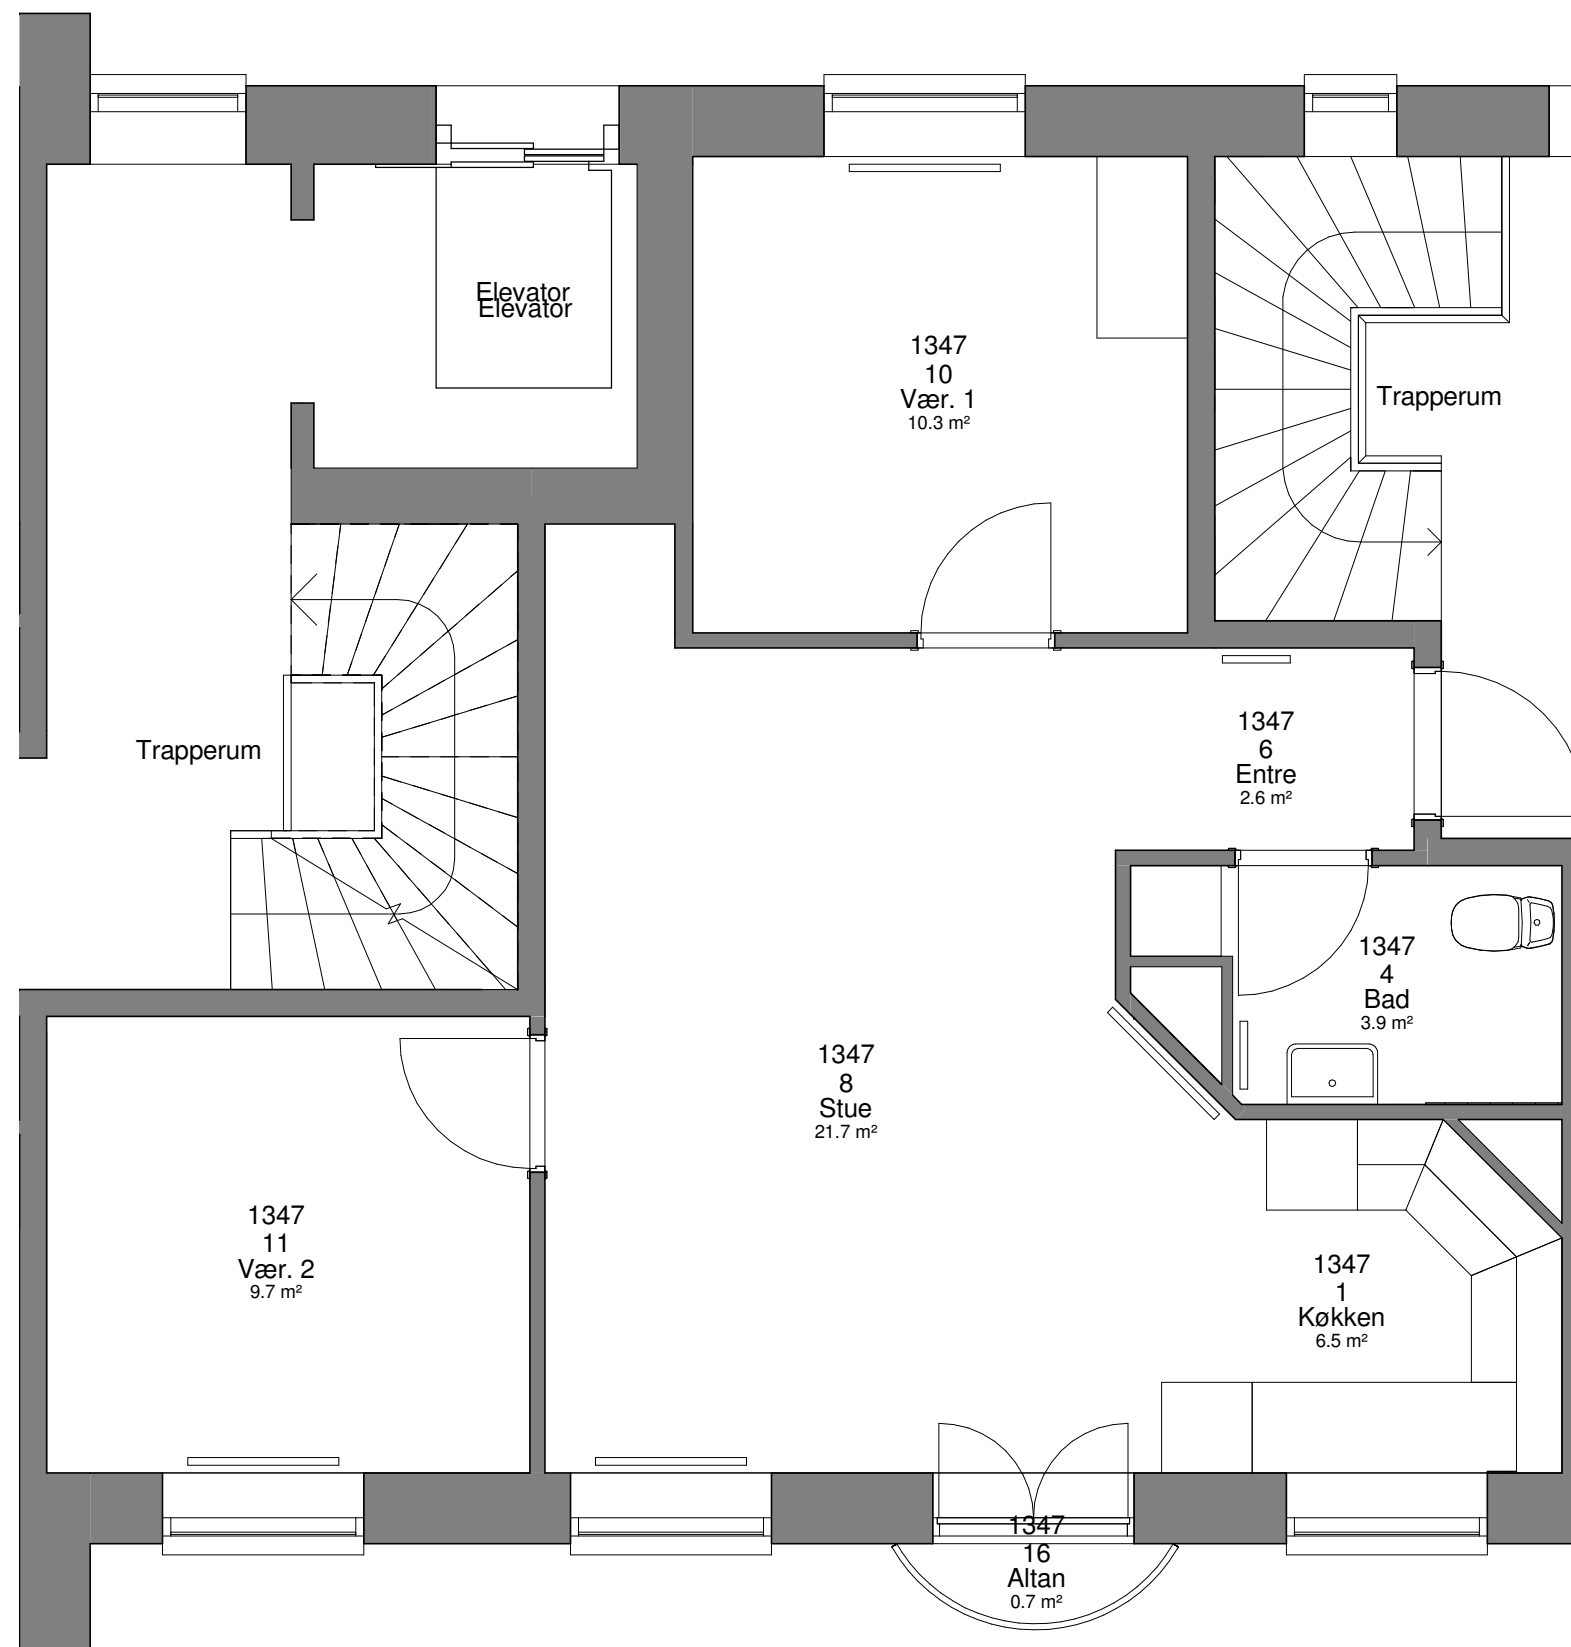 Elevator
Elevator
1347
10
Vær. 1
10.3 m²
Trapperum
1347
6
Entre
2.6 m²
Trapperum
1347
4
Bad
3.9 m²
1347
8
Stue
21.7 m²
1347
11
Vær. 2
9.7 m²
1347
1
Køkken
6.5 m²
1347
16
Altan
0.7 m²